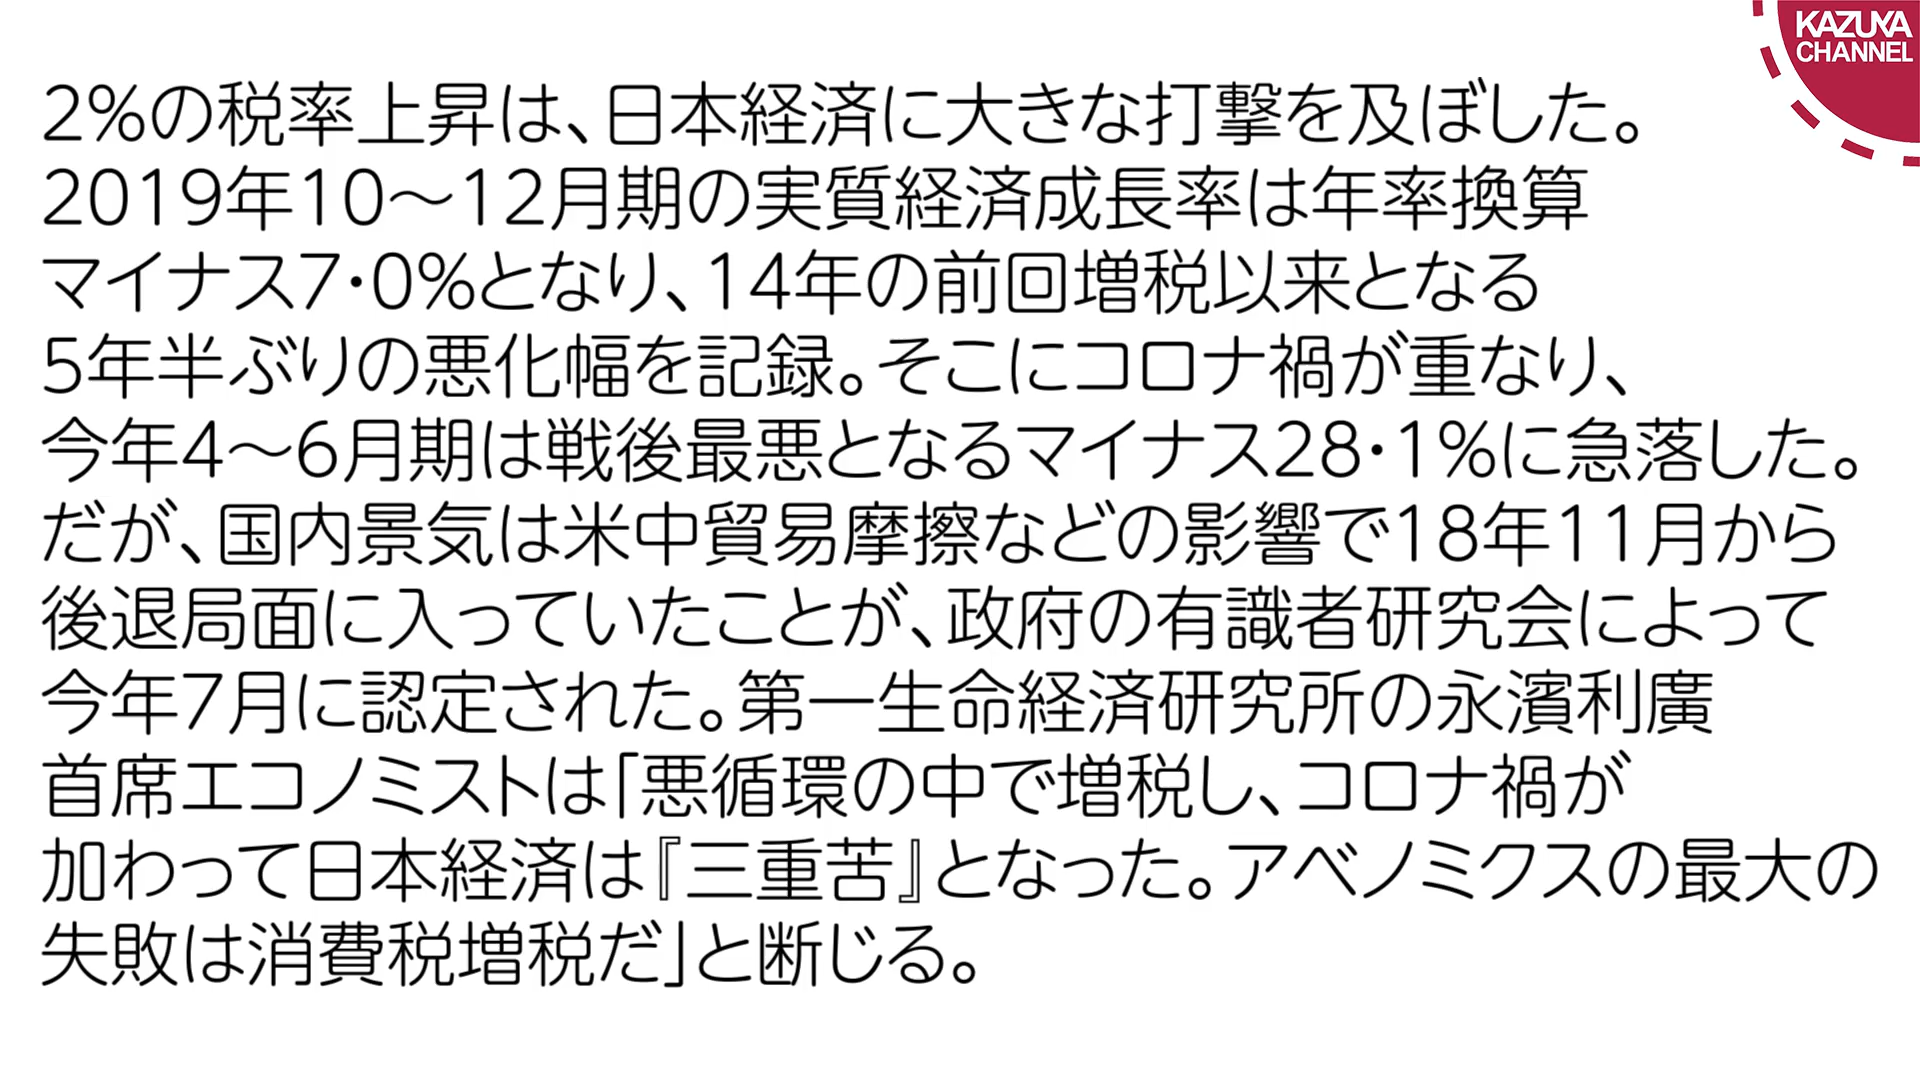 KAZUYA
CHANNEL
2%の税率上昇は、日本経済に大きな打撃を及ぼした。
2019年10～12月期の実質経済成長率は年率換算
マイナス7・0%となり、14年の前回増税以来となる
5年半ぶりの悪化幅を記録。そこにコロナ禍が重なり、
今年4～6月期は戦後最悪となるマイナス28・1%に急落した。
だが、国内景気は米中貿易摩擦などの影響で18年11月から
後退局面に入っていたことが、政府の有識者研究会によって
今年7月に認定された。第一生命経済研究所の永濱利廣
首席エコノミストは「悪循環の中で増税し、コロナ禍が
加わって日本経済は『三重苦』となった。アベノミクスの最大の
失敗は消費税増税だ」と断じる。